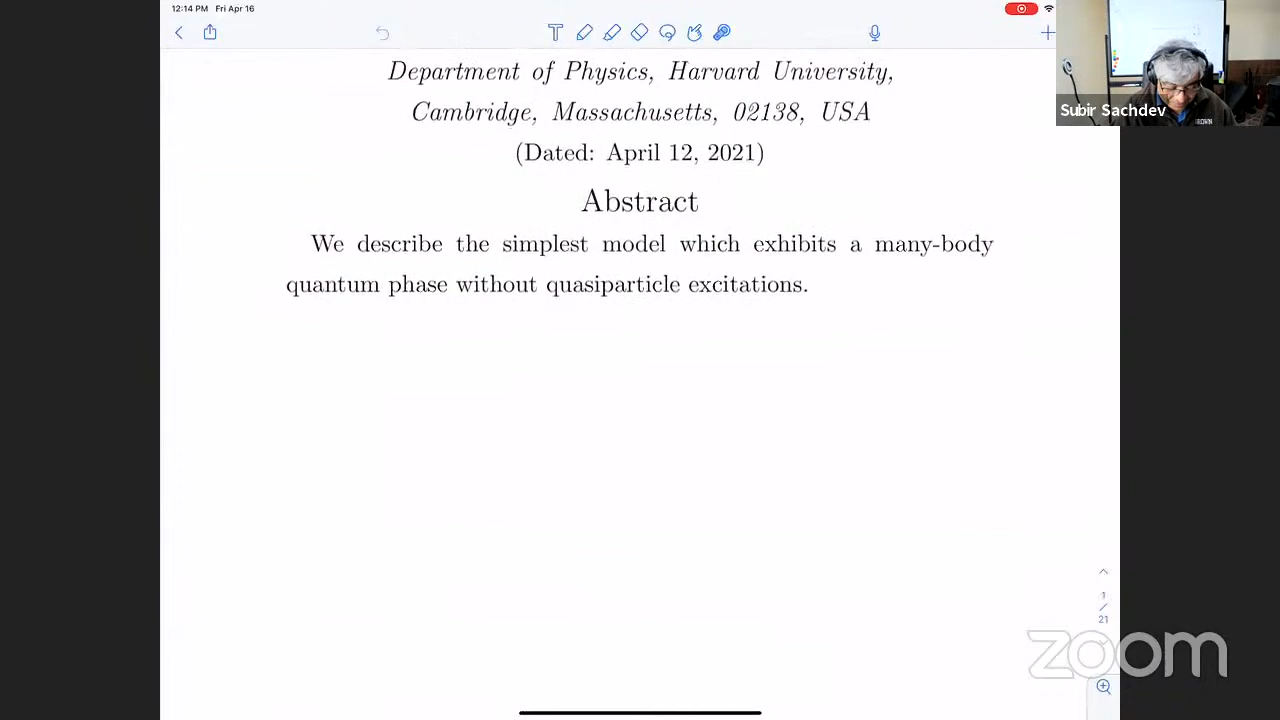 12:14 PM Fri Apr 16
Department of Physics, Harvard University,
Cambridge, Massachusetts, 02138, USA
(Dated: April 12, 2021)
Abstract
We describe the simplest model which exhibits a many-body
quantum phase without quasiparticle excitations.
Subir Sachdev
BROWN
1
/
21
zoom